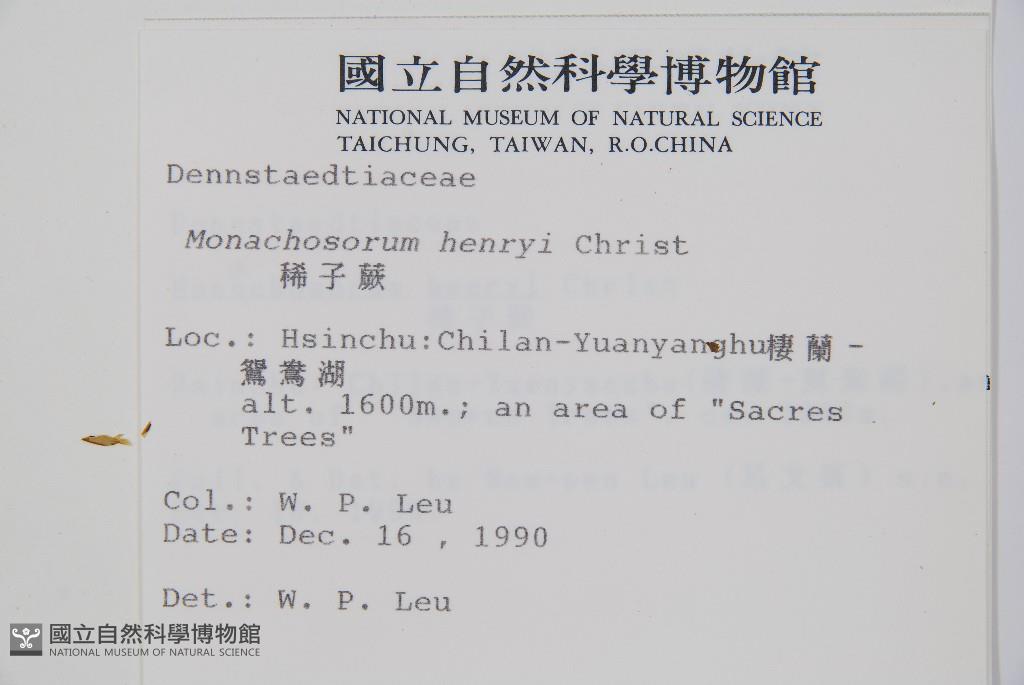 國立自然科學博物館
NATIONAL MUSEUM OF NATURAL SCIENCE
TAICHUNG, TAIWAN, R.O.CHINA
Dennstaedtiaceae
Monachosorum henryi Christ
稀子蕨
Loc.: Hsinchu:Chilan-Yuanyanghu棲蘭-
鴛鴦湖
alt. 1600m.; an area of "Sacres
Trees"
Col.: W. P. Leu
Date: Dec. 16 , 1990
Det.: W. P. Leu
國立自然科學博物館
NATIONAL MUSEUM OF NATURAL SCIENCE